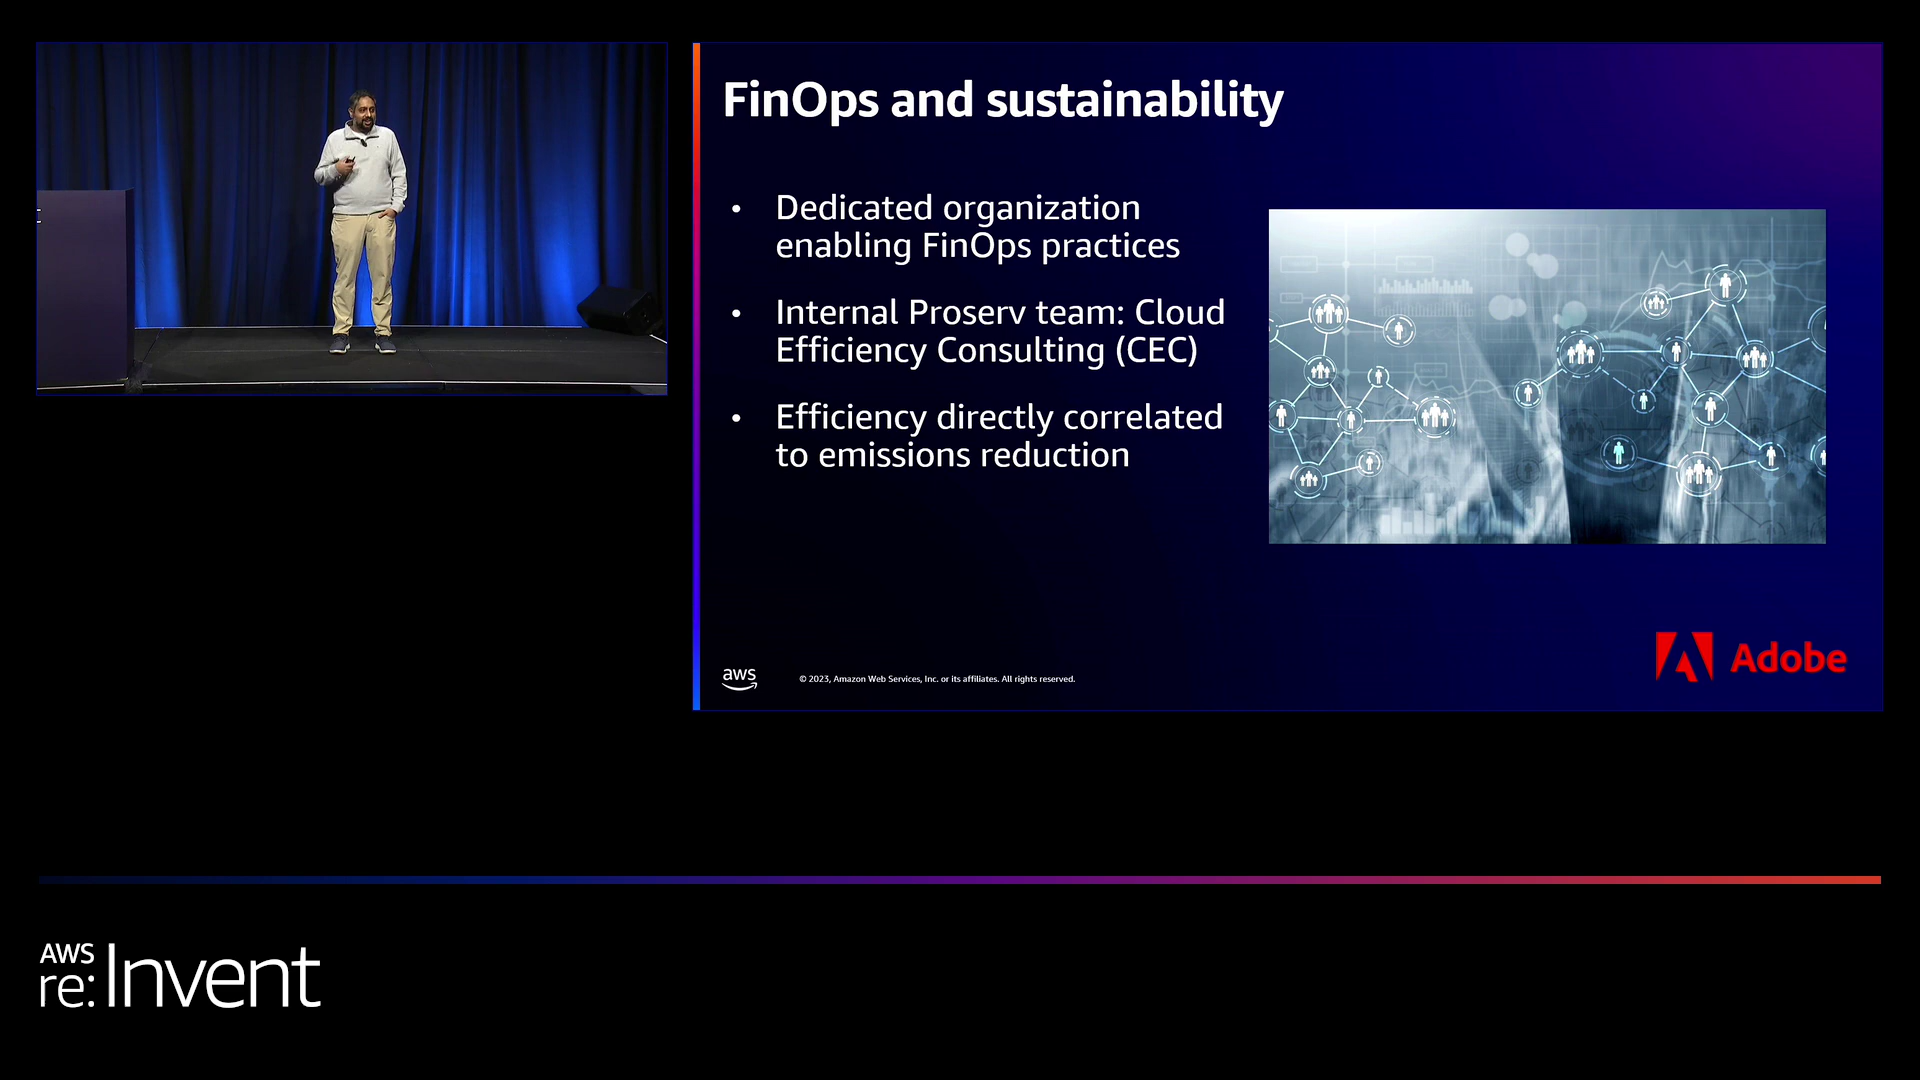 FinOps and sustainability
• Dedicated organization
enabling FinOps practices
• Internal Proserv team: Cloud
Efficiency Consulting (CEC)
• Efficiency directly correlated
to emissions reduction
aws
© 2023, Amazon Web Services, Inc. or its affiliates. All rights reserved.
Adobe
AWS
re:Invent